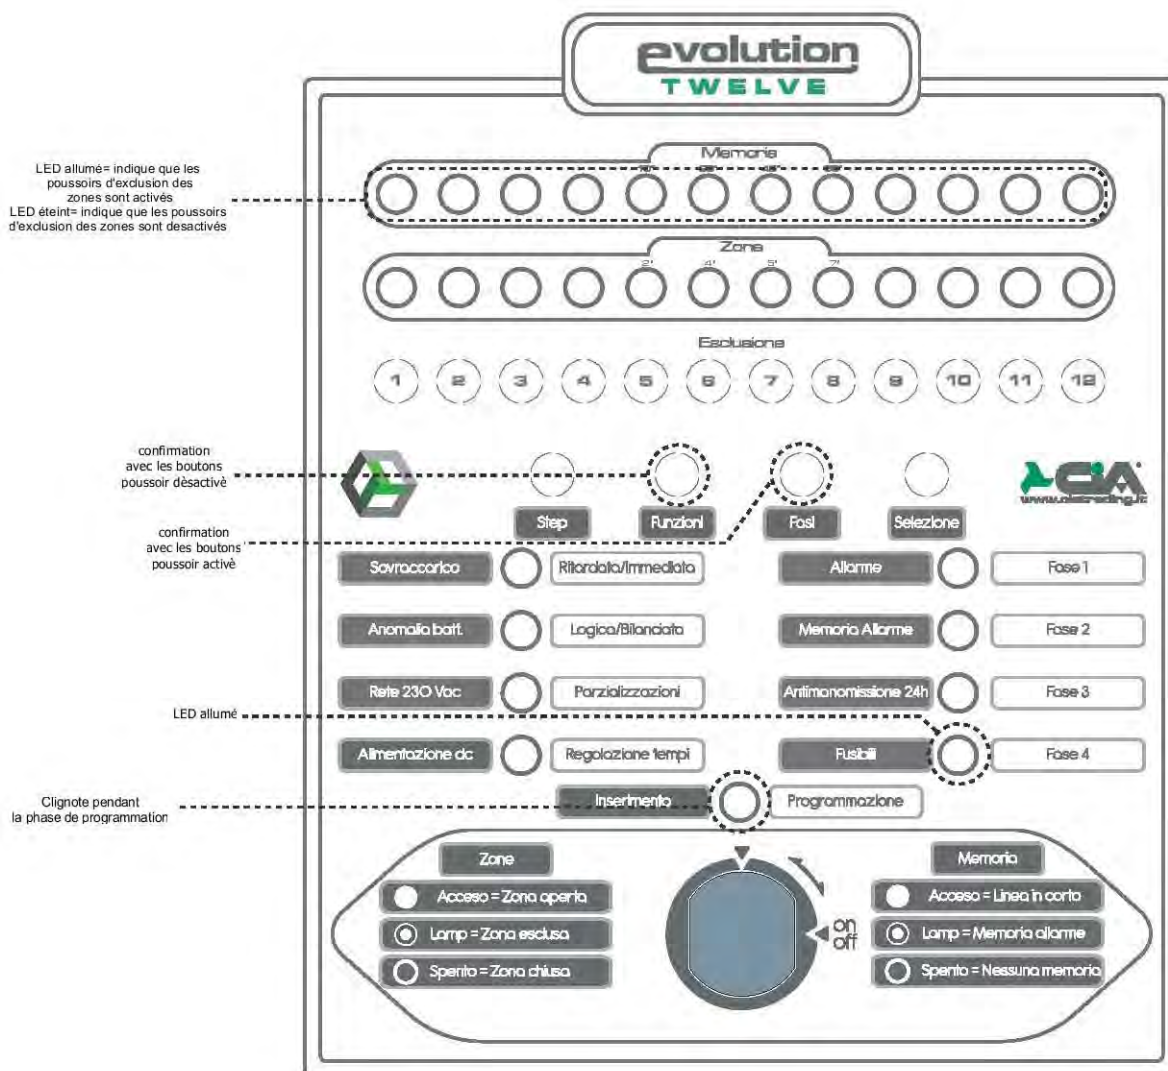 evolution
TWELVE
LED allumé= indique que les
poussoirs d'exclusion des
zones sont activés
LED éteint= indique que les poussoirs
d'exclusion des zones sont desactivés
Memoria
Zone
2' 4' 5' 7'
Esclusione
1 2 3 4 5 6 7 8 9 10 11 12
confirmation
avec les boutons
poussoir dèsactivè
CIA
www.ciatrading.it
Step Funzioni Fasi Selezione
confirmation
avec les boutons
poussoir activè
Sovraccarico Ritardata/Immediata Allarme Fase 1
Anomalia batt. Logica/Bilanciata Memoria Allarme Fase 2
Rete 230 Vac Parzializzazioni Antimanomissione 24h Fase 3
LED allumé
Alimentazione dc Regolazione tempi Fusibili Fase 4
Clignote pendant
la phase de programmation
Inserimento Programmazione
Zone
Acceso = Zona aperta
Lamp = Zona esclusa
Spento = Zona chiusa
on
off
Memoria
Acceso = Linea in corto
Lamp = Memoria allarme
Spento = Nessuna memoria